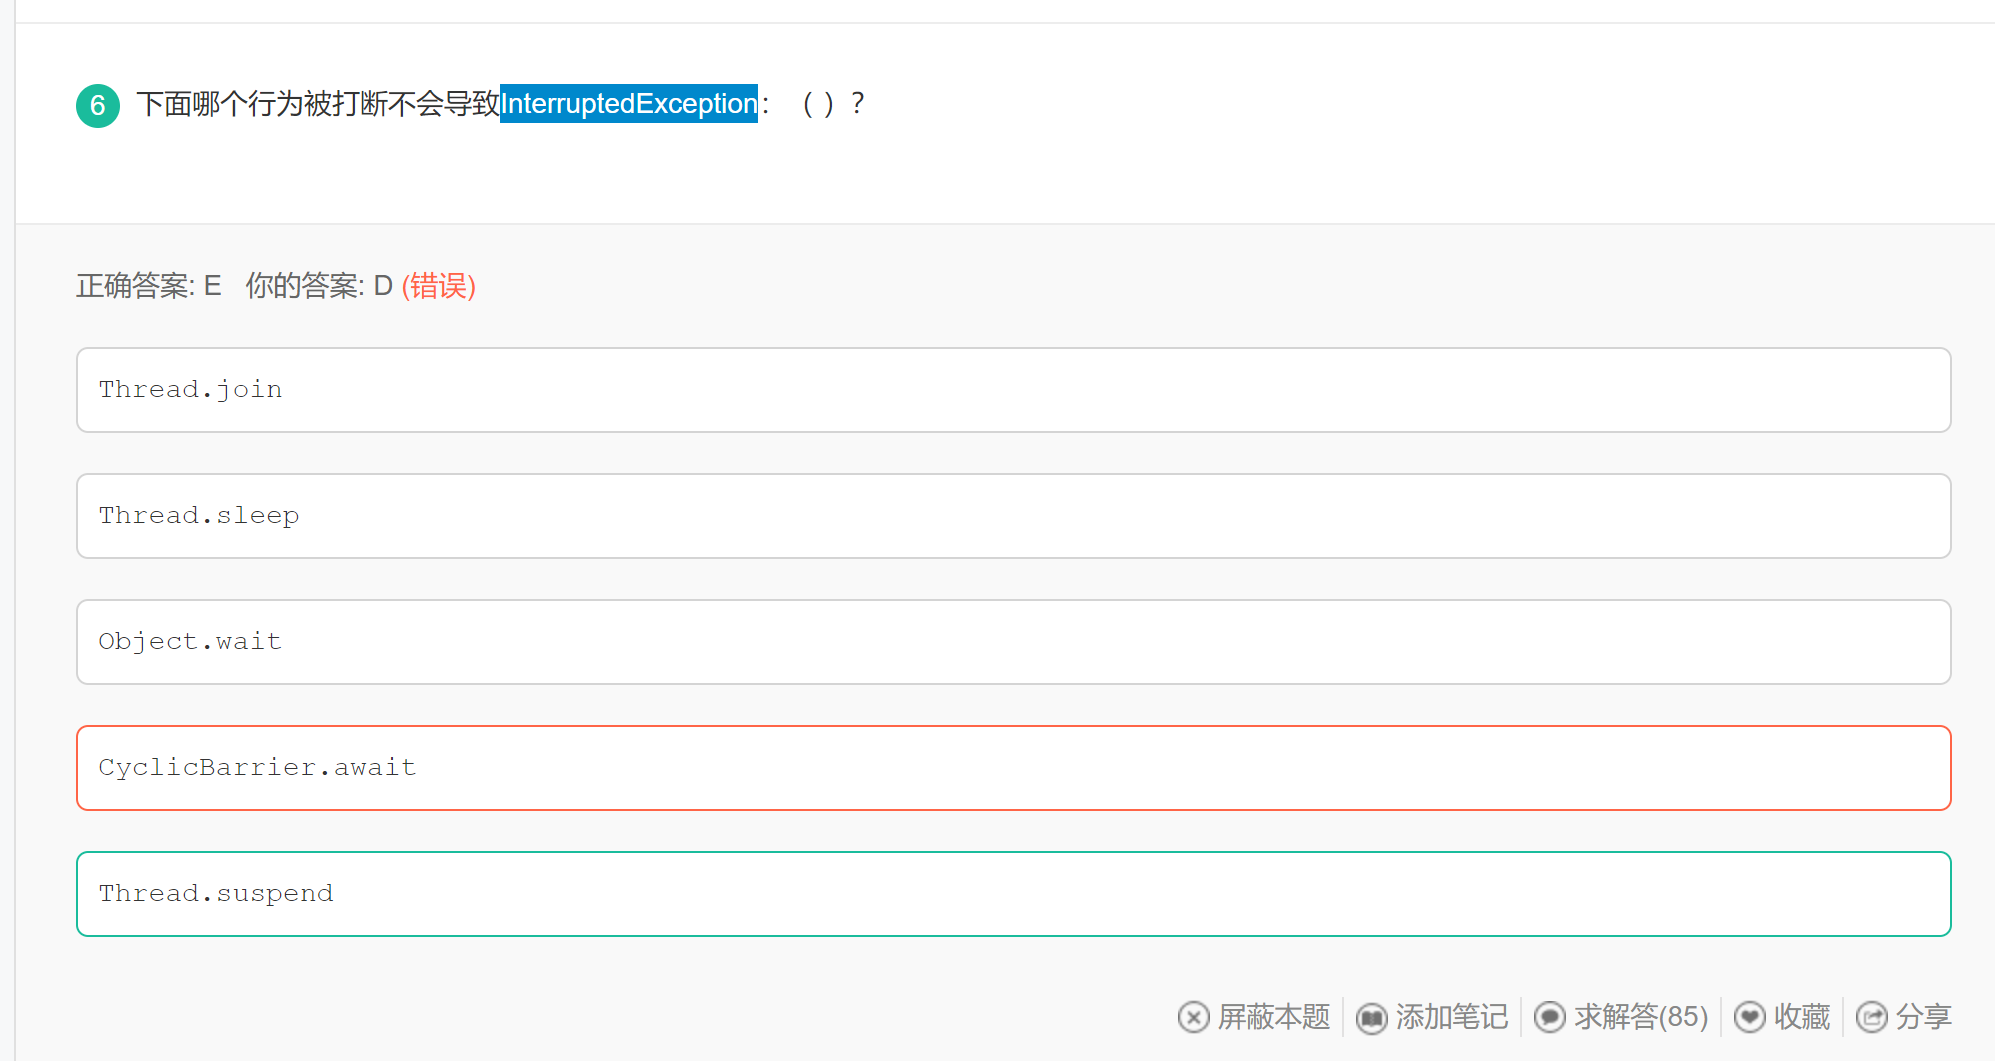 6 下面哪个行为被打断不会导致InterruptedException：（ ）？
正确答案: E 你的答案: D (错误)
Thread.join
Thread.sleep
Object.wait
CyclicBarrier.await
Thread.suspend
屏蔽本题 添加笔记 求解答(85) 收藏 分享